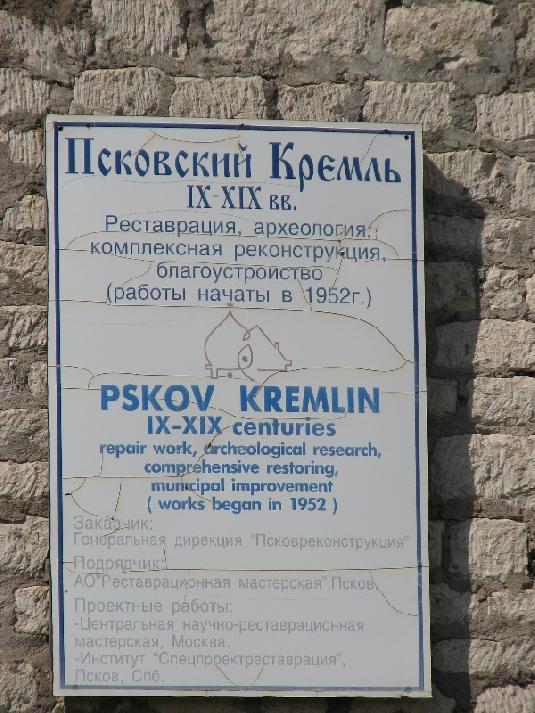 Псковский Кремль
IX-XIX вв.
Реставрация, археология,
комплексная реконструкция,
благоустройство
(работы начаты в 1952г.)
PSKOV KREMLIN
IX-XIX centuries
repair work, archeological research,
comprehensive restoring,
municipal improvement
( works began in 1952 )
Заказчик:
Генеральная дирекция "Псковреконструкция"
Подрядчик:
АО"Реставрационная мастерская".Псков.
Проектные работы:
-Центральная научно-реставрационная
мастерская, Москва.
-Институт "Спецпроектреставрация",
Псков, Спб.